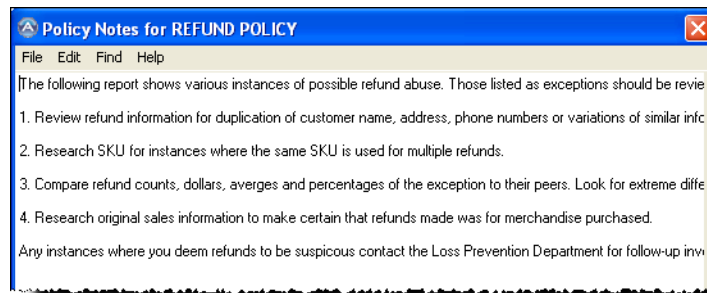 Policy Notes for REFUND POLICY
File Edit Find Help
The following report shows various instances of possible refund abuse. Those listed as exceptions should be revie
1. Review refund information for duplication of customer name, address, phone numbers or variations of similar info
2. Research SKU for instances where the same SKU is used for multiple refunds.
3. Compare refund counts, dollars, averges and percentages of the exception to their peers. Look for extreme diffe
4. Research original sales information to make certain that refunds made was for merchandise purchased.
Any instances where you deem refunds to be suspicous contact the Loss Prevention Department for follow-up inv